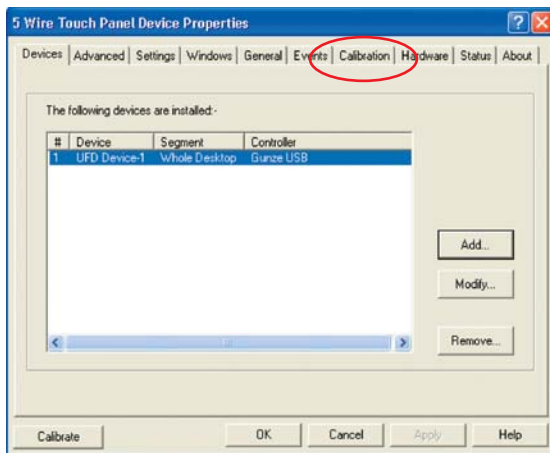 5 Wire Touch Panel Device Properties
Devices Advanced Settings Windows General Events Calibration Hardware Status About
The following devices are installed:-
# Device Segment Controller
1 UFD Device-1 Whole Desktop Gunze USB
Add...
Modify...
Remove...
Calibrate OK Cancel Apply Help